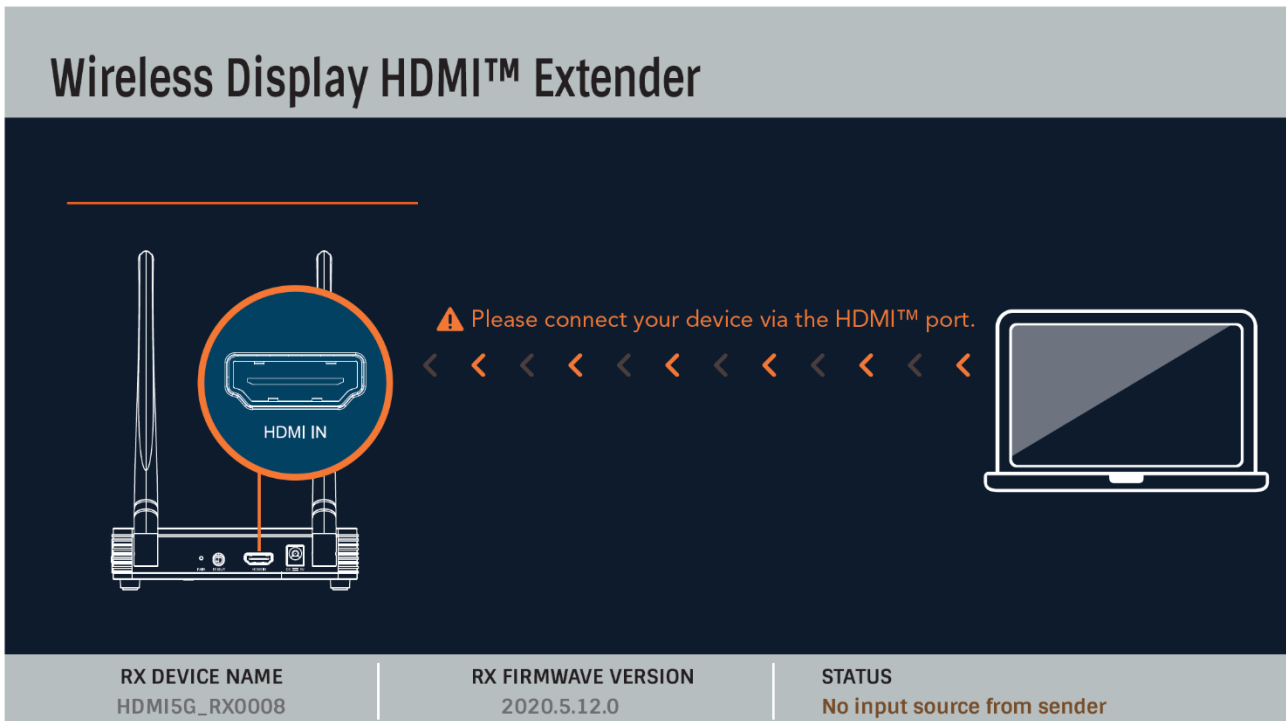 Wireless Display HDMI™ Extender
Please connect your device via the HDMI™ port.
HDMI IN
RX DEVICE NAME
HDMI5G_RX0008
RX FIRMWAVE VERSION
2020.5.12.0
STATUS
No input source from sender